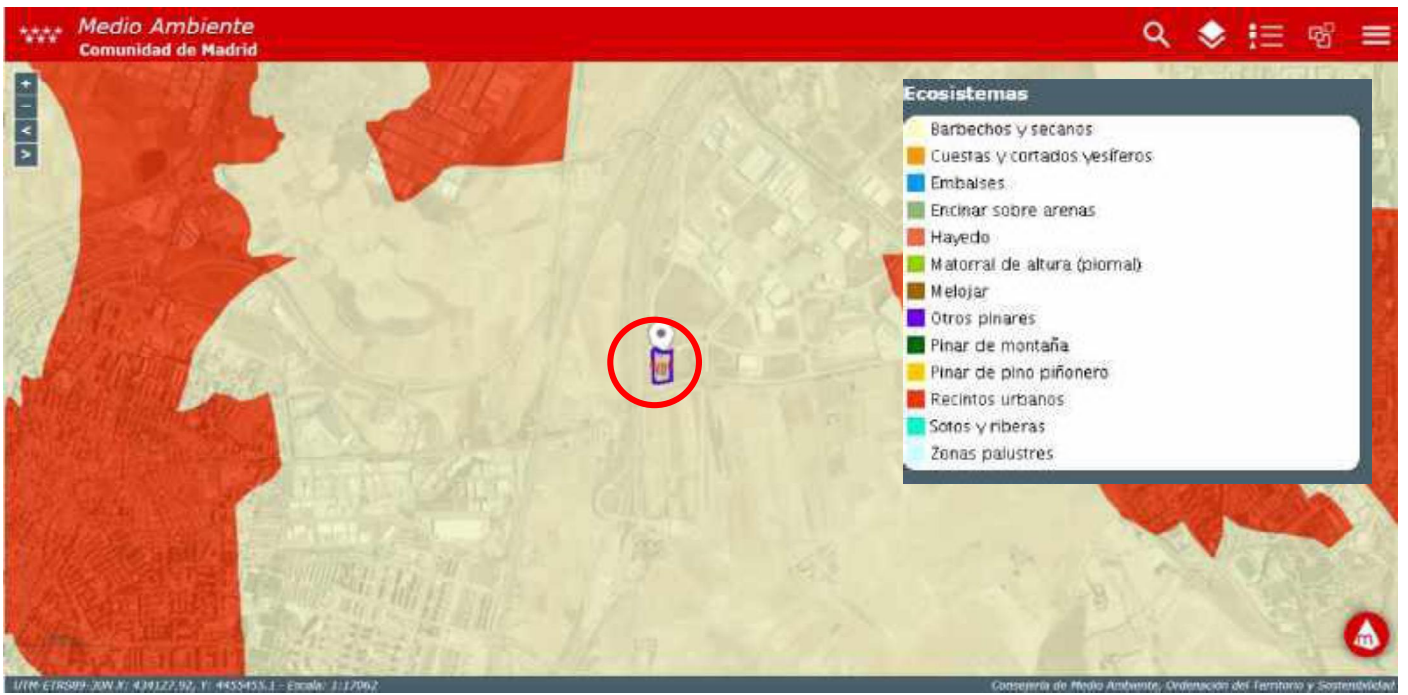 Medio Ambiente
Comunidad de Madrid
+
-
<
>
Ecosistemas
Barbechos y secanos
Cuestas y cortados yesíferos
Embalses
Encinar sobre arenas
Hayedo
Matorral de altura (piornal)
Melojar
Otros pinares
Pinar de montaña
Pinar de pino piñonero
Recintos urbanos
Sotos y riberas
Zonas palustres
m
UTM-ETRS89-30N X: 434127.92, Y: 4455455.1 - Escala: 1:17062
Consejería de Medio Ambiente, Ordenación del Territorio y Sostenibilidad